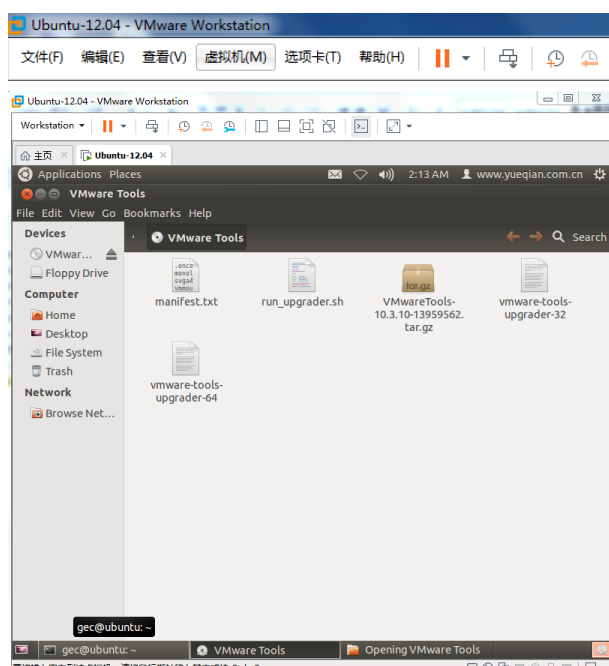 Ubuntu-12.04 - VMware Workstation
文件(F) 编辑(E) 查看(V) 虚拟机(M) 选项卡(T) 帮助(H)
Ubuntu-12.04 - VMware Workstation
Workstation
主页 Ubuntu-12.04
Applications Places 2:13 AM www.yueqian.com.cn
VMware Tools
File Edit View Go Bookmarks Help
Devices
VMware Tools
Search
VMwar...
Floppy Drive
Computer
Home
Desktop
File System
Trash
Network
Browse Net...
manifest.txt
run_upgrader.sh
tar.gz
VMwareTools-
10.3.10-13959562.
tar.gz
vmware-tools-
upgrader-32
vmware-tools-
upgrader-64
gec@ubuntu: ~
gec@ubuntu: ~ VMware Tools Opening VMware Tools